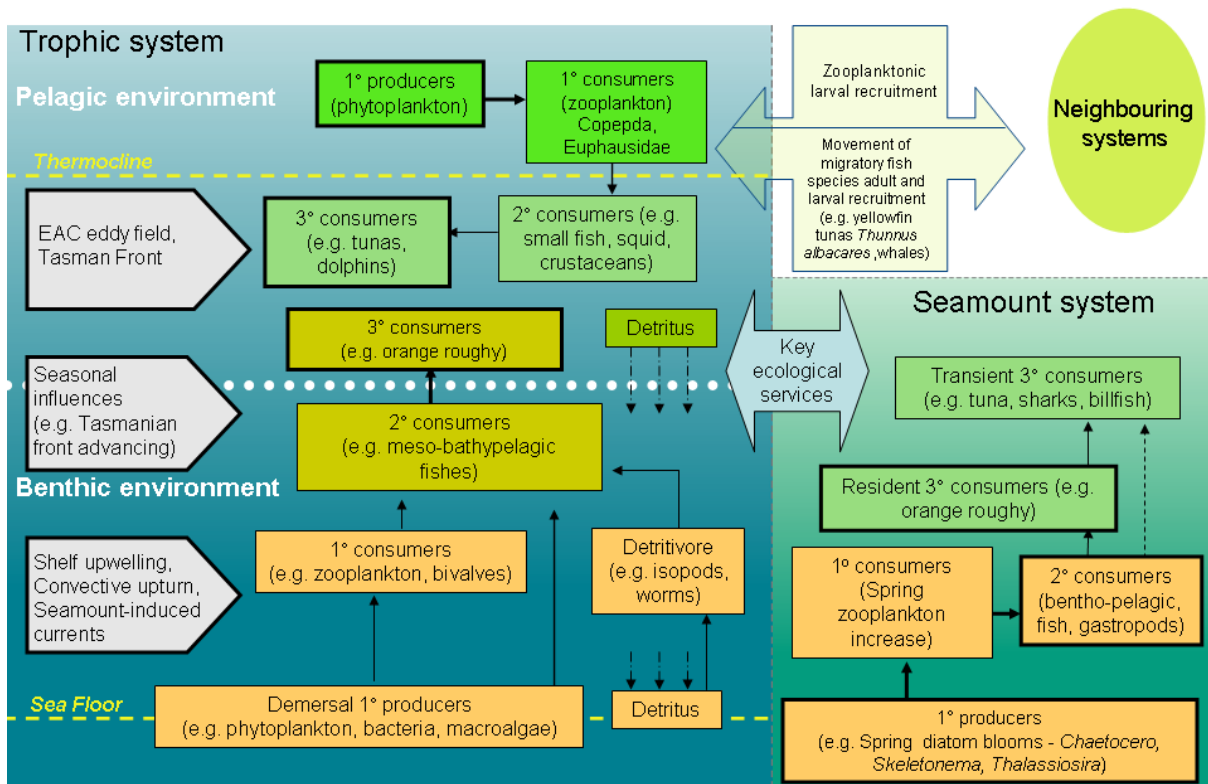 Trophic system
Pelagic environment
1° producers
(phytoplankton)
1° consumers
(zooplankton)
Copepda,
Euphausidae
Zooplanktonic
larval recruitment
Neighbouring
systems
Movement of
migratory fish
species adult and
larval recruitment
(e.g. yellowfin
tunas Thunnus
albacares ,whales)
Thermocline
EAC eddy field,
Tasman Front
3° consumers
(e.g. tunas,
dolphins)
2° consumers (e.g.
small fish, squid,
crustaceans)
3° consumers
(e.g. orange roughy)
Detritus
Key
ecological
services
Seasonal
influences
(e.g. Tasmanian
front advancing)
2° consumers
(e.g. meso-bathypelagic
fishes)
Benthic environment
Shelf upwelling,
Convective upturn,
Seamount-induced
currents
1° consumers
(e.g. zooplankton, bivalves)
Detritivore
(e.g. isopods,
worms)
Sea Floor
Demersal 1° producers
(e.g. phytoplankton, bacteria, macroalgae)
Detritus
Seamount system
Transient 3° consumers
(e.g. tuna, sharks, billfish)
Resident 3° consumers (e.g.
orange roughy)
1º consumers
(Spring
zooplankton
increase)
2° consumers
(bentho-pelagic,
fish, gastropods)
1° producers
(e.g. Spring diatom blooms - Chaetocero,
Skeletonema, Thalassiosira)